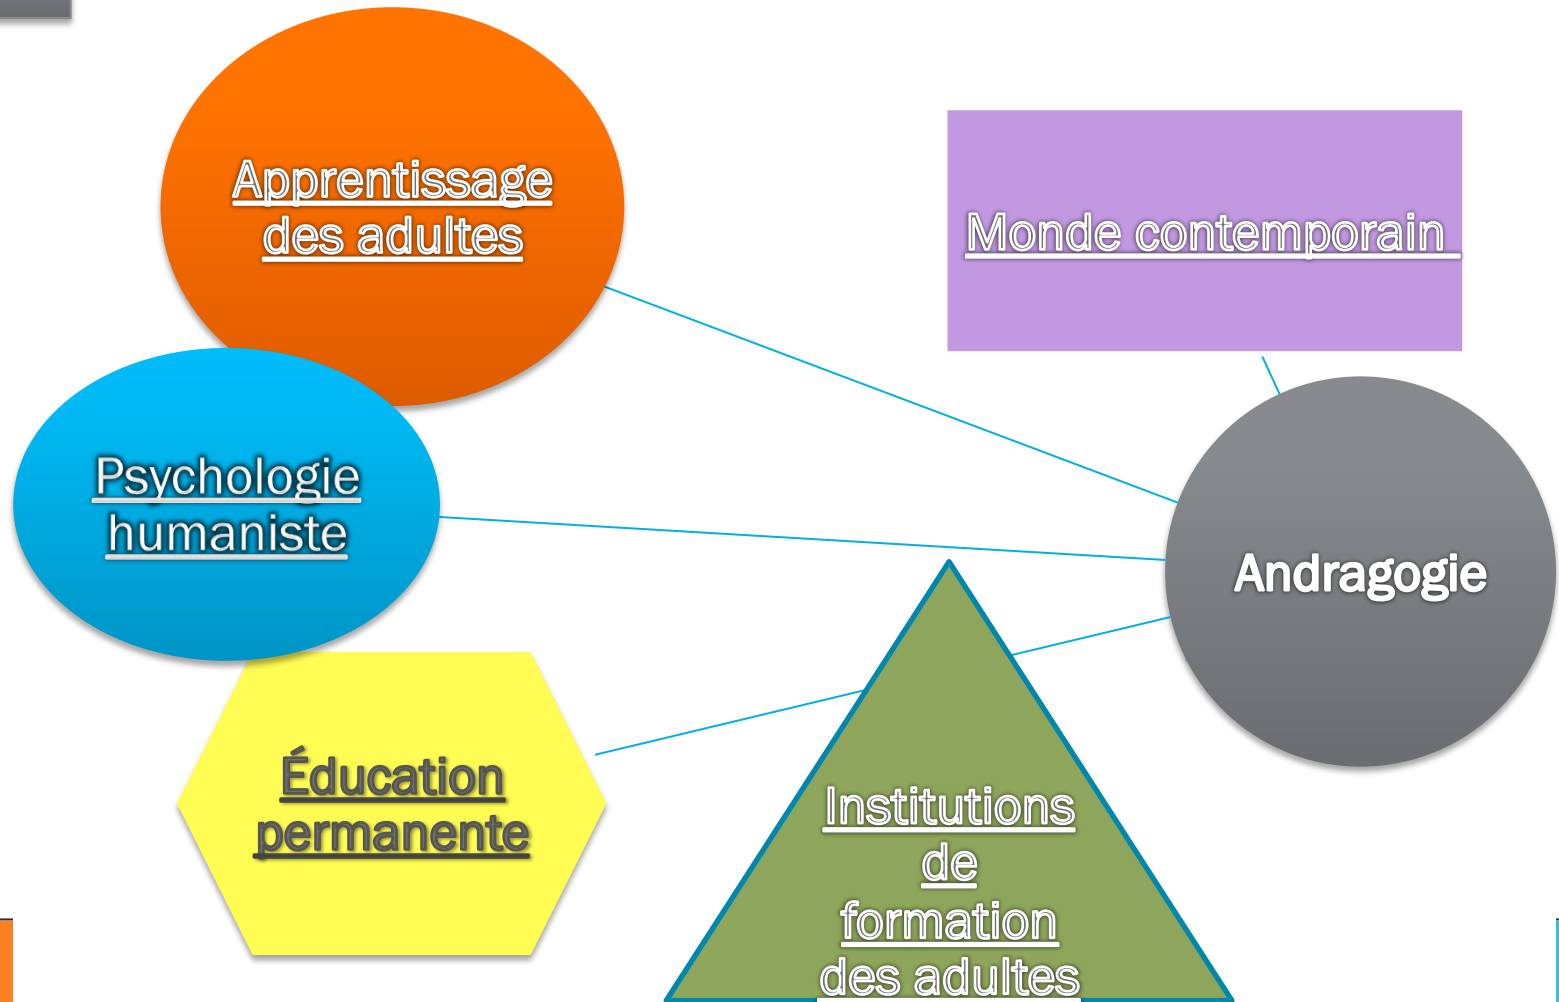 Apprentissage
des adultes
Monde contemporain
Psychologie
humaniste
Andragogie
Éducation
permanente
Institutions
de
formation
des adultes